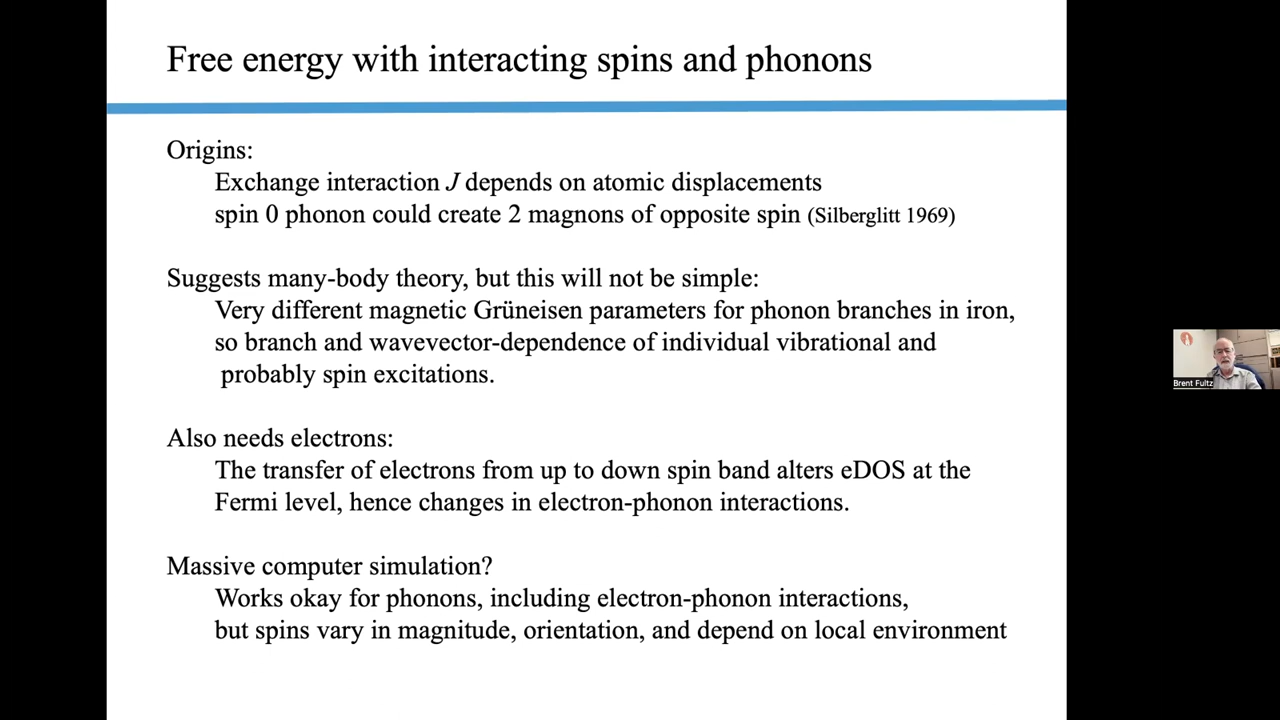 Free energy with interacting spins and phonons
Origins:
Exchange interaction J depends on atomic displacements
spin 0 phonon could create 2 magnons of opposite spin (Silberglitt 1969)
Suggests many-body theory, but this will not be simple:
Very different magnetic Grüneisen parameters for phonon branches in iron,
so branch and wavevector-dependence of individual vibrational and
probably spin excitations.
Also needs electrons:
The transfer of electrons from up to down spin band alters eDOS at the
Fermi level, hence changes in electron-phonon interactions.
Massive computer simulation?
Works okay for phonons, including electron-phonon interactions,
but spins vary in magnitude, orientation, and depend on local environment
Brent Fultz